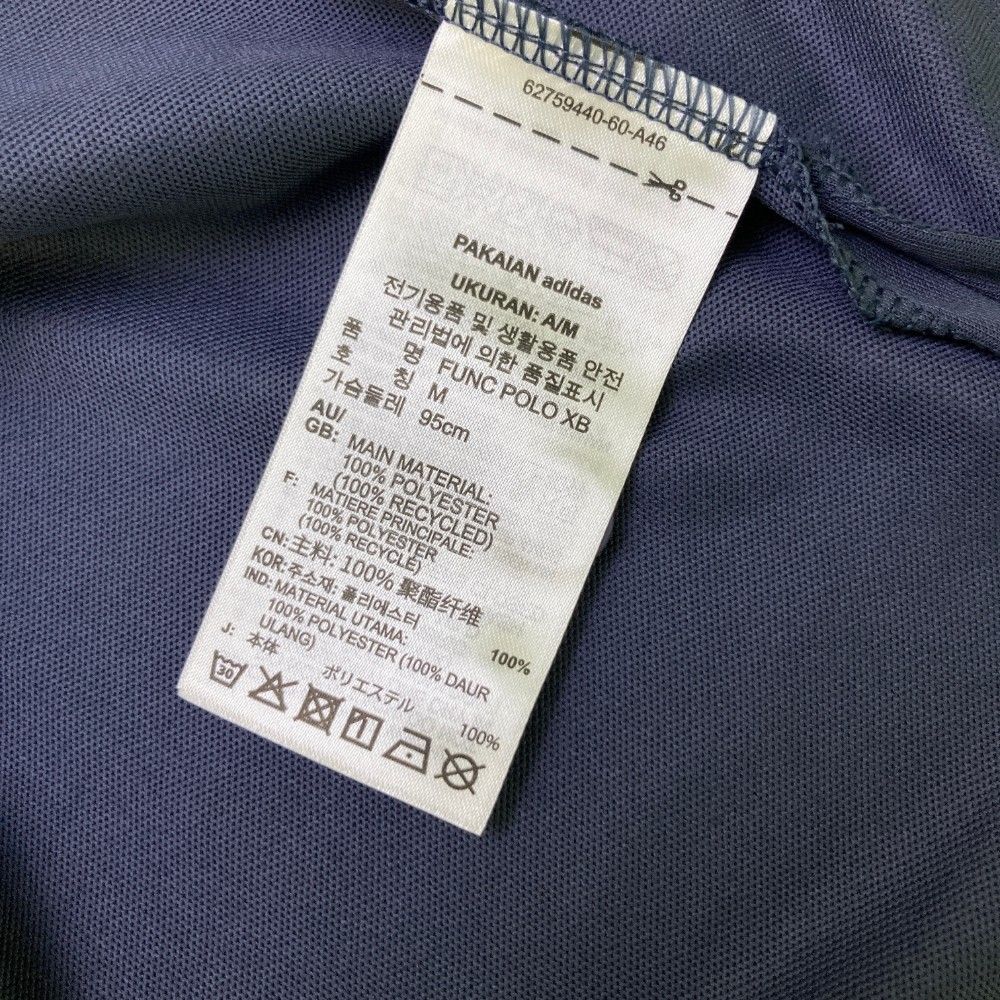 62759440-60-A46
PAKAIAN adidas
UKURAN: A/M
전기용품 및 생활용품 안전
관리법에 의한 품질표시
품 명 FUNC POLO XB
호 칭 M
가슴둘레 95cm
AU/
GB: MAIN MATERIAL:
100% POLYESTER
(100% RECYCLED)
F: MATIERE PRINCIPALE:
100% POLYESTER
(100% RECYCLE)
CN: 主料: 100% 聚酯纤维
KOR: 주소재: 폴리에스터 100%
IND: MATERIAL UTAMA:
100% POLYESTER (100% DAUR
ULANG)
J: 本体 ポリエステル 100%
30